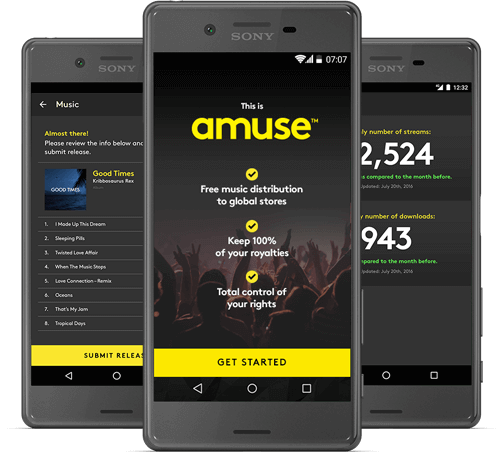 SONY
Music
Almost there!
Please review the info below and
submit release.
GOOD TIMES
Good Times
Kribbasaurus Rex
1. I Made Up This Dream
2. Sleeping Pills
3. Twisted Love Affair
4. When The Music Stops
5. Love Connection - Remix
6. Oceans
7. That's My Jam
8. Tropical Days
SUBMIT RELEAS
SONY
07:07
This is
amuse™
Free music distribution
to global stores
Keep 100%
of your royalties
Total control of
your rights
GET STARTED
SONY
12:32
ly number of streams:
2,524
s compared to the month before.
Updated: July 20th, 2016
y number of downloads:
943
ompared to the month before.
Updated: July 20th, 2016